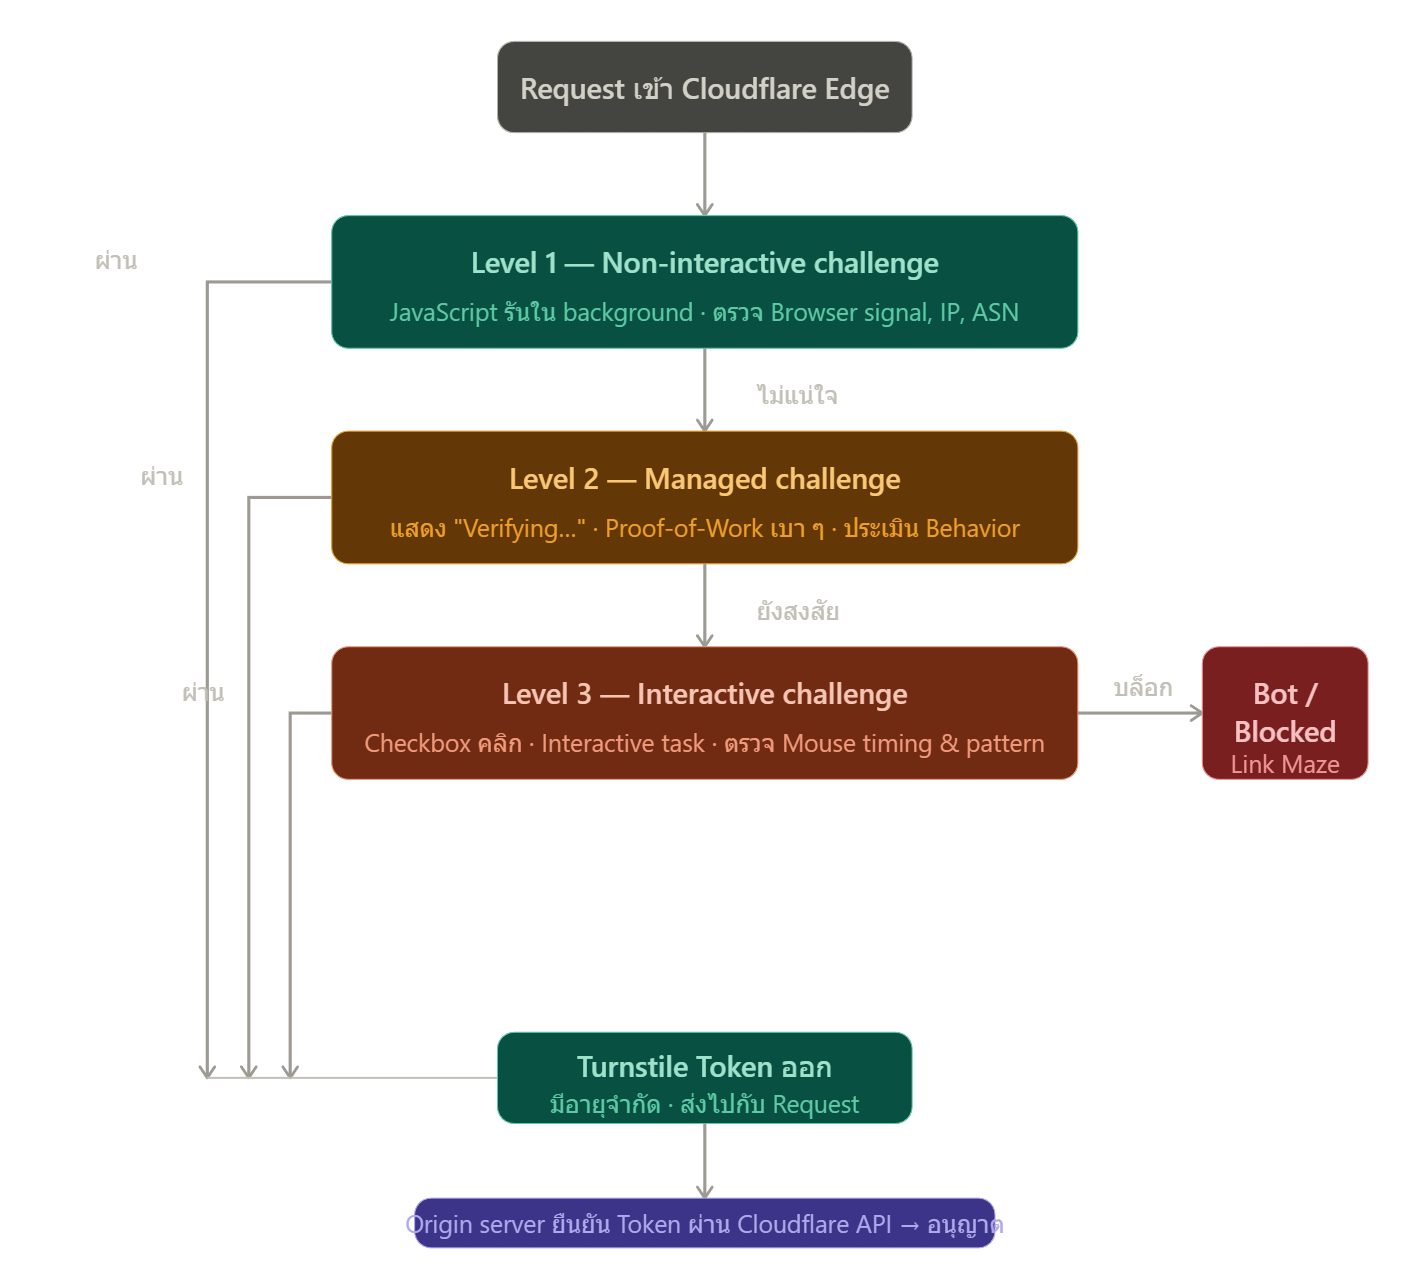 Request เข้า Cloudflare Edge
ผ่าน
Level 1 — Non-interactive challenge
JavaScript รันใน background · ตรวจ Browser signal, IP, ASN
ไม่แน่ใจ
ผ่าน
Level 2 — Managed challenge
แสดง "Verifying..." · Proof-of-Work เบา ๆ · ประเมิน Behavior
ยังสงสัย
ผ่าน
Level 3 — Interactive challenge
Checkbox คลิก · Interactive task · ตรวจ Mouse timing & pattern
บล็อก
Bot /
Blocked
Link Maze
Turnstile Token ออก
มีอายุจำกัด · ส่งไปกับ Request
Origin server ยืนยัน Token ผ่าน Cloudflare API → อนุญาต